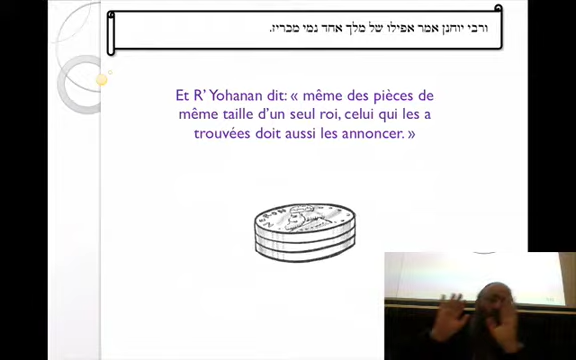 ורבי יוחנן אמר אפילו של מלך אחד נמי מכריז.
Et R’ Yohanan dit: « même des pièces de
même taille d’un seul roi, celui qui les a
trouvées doit aussi les annoncer. »